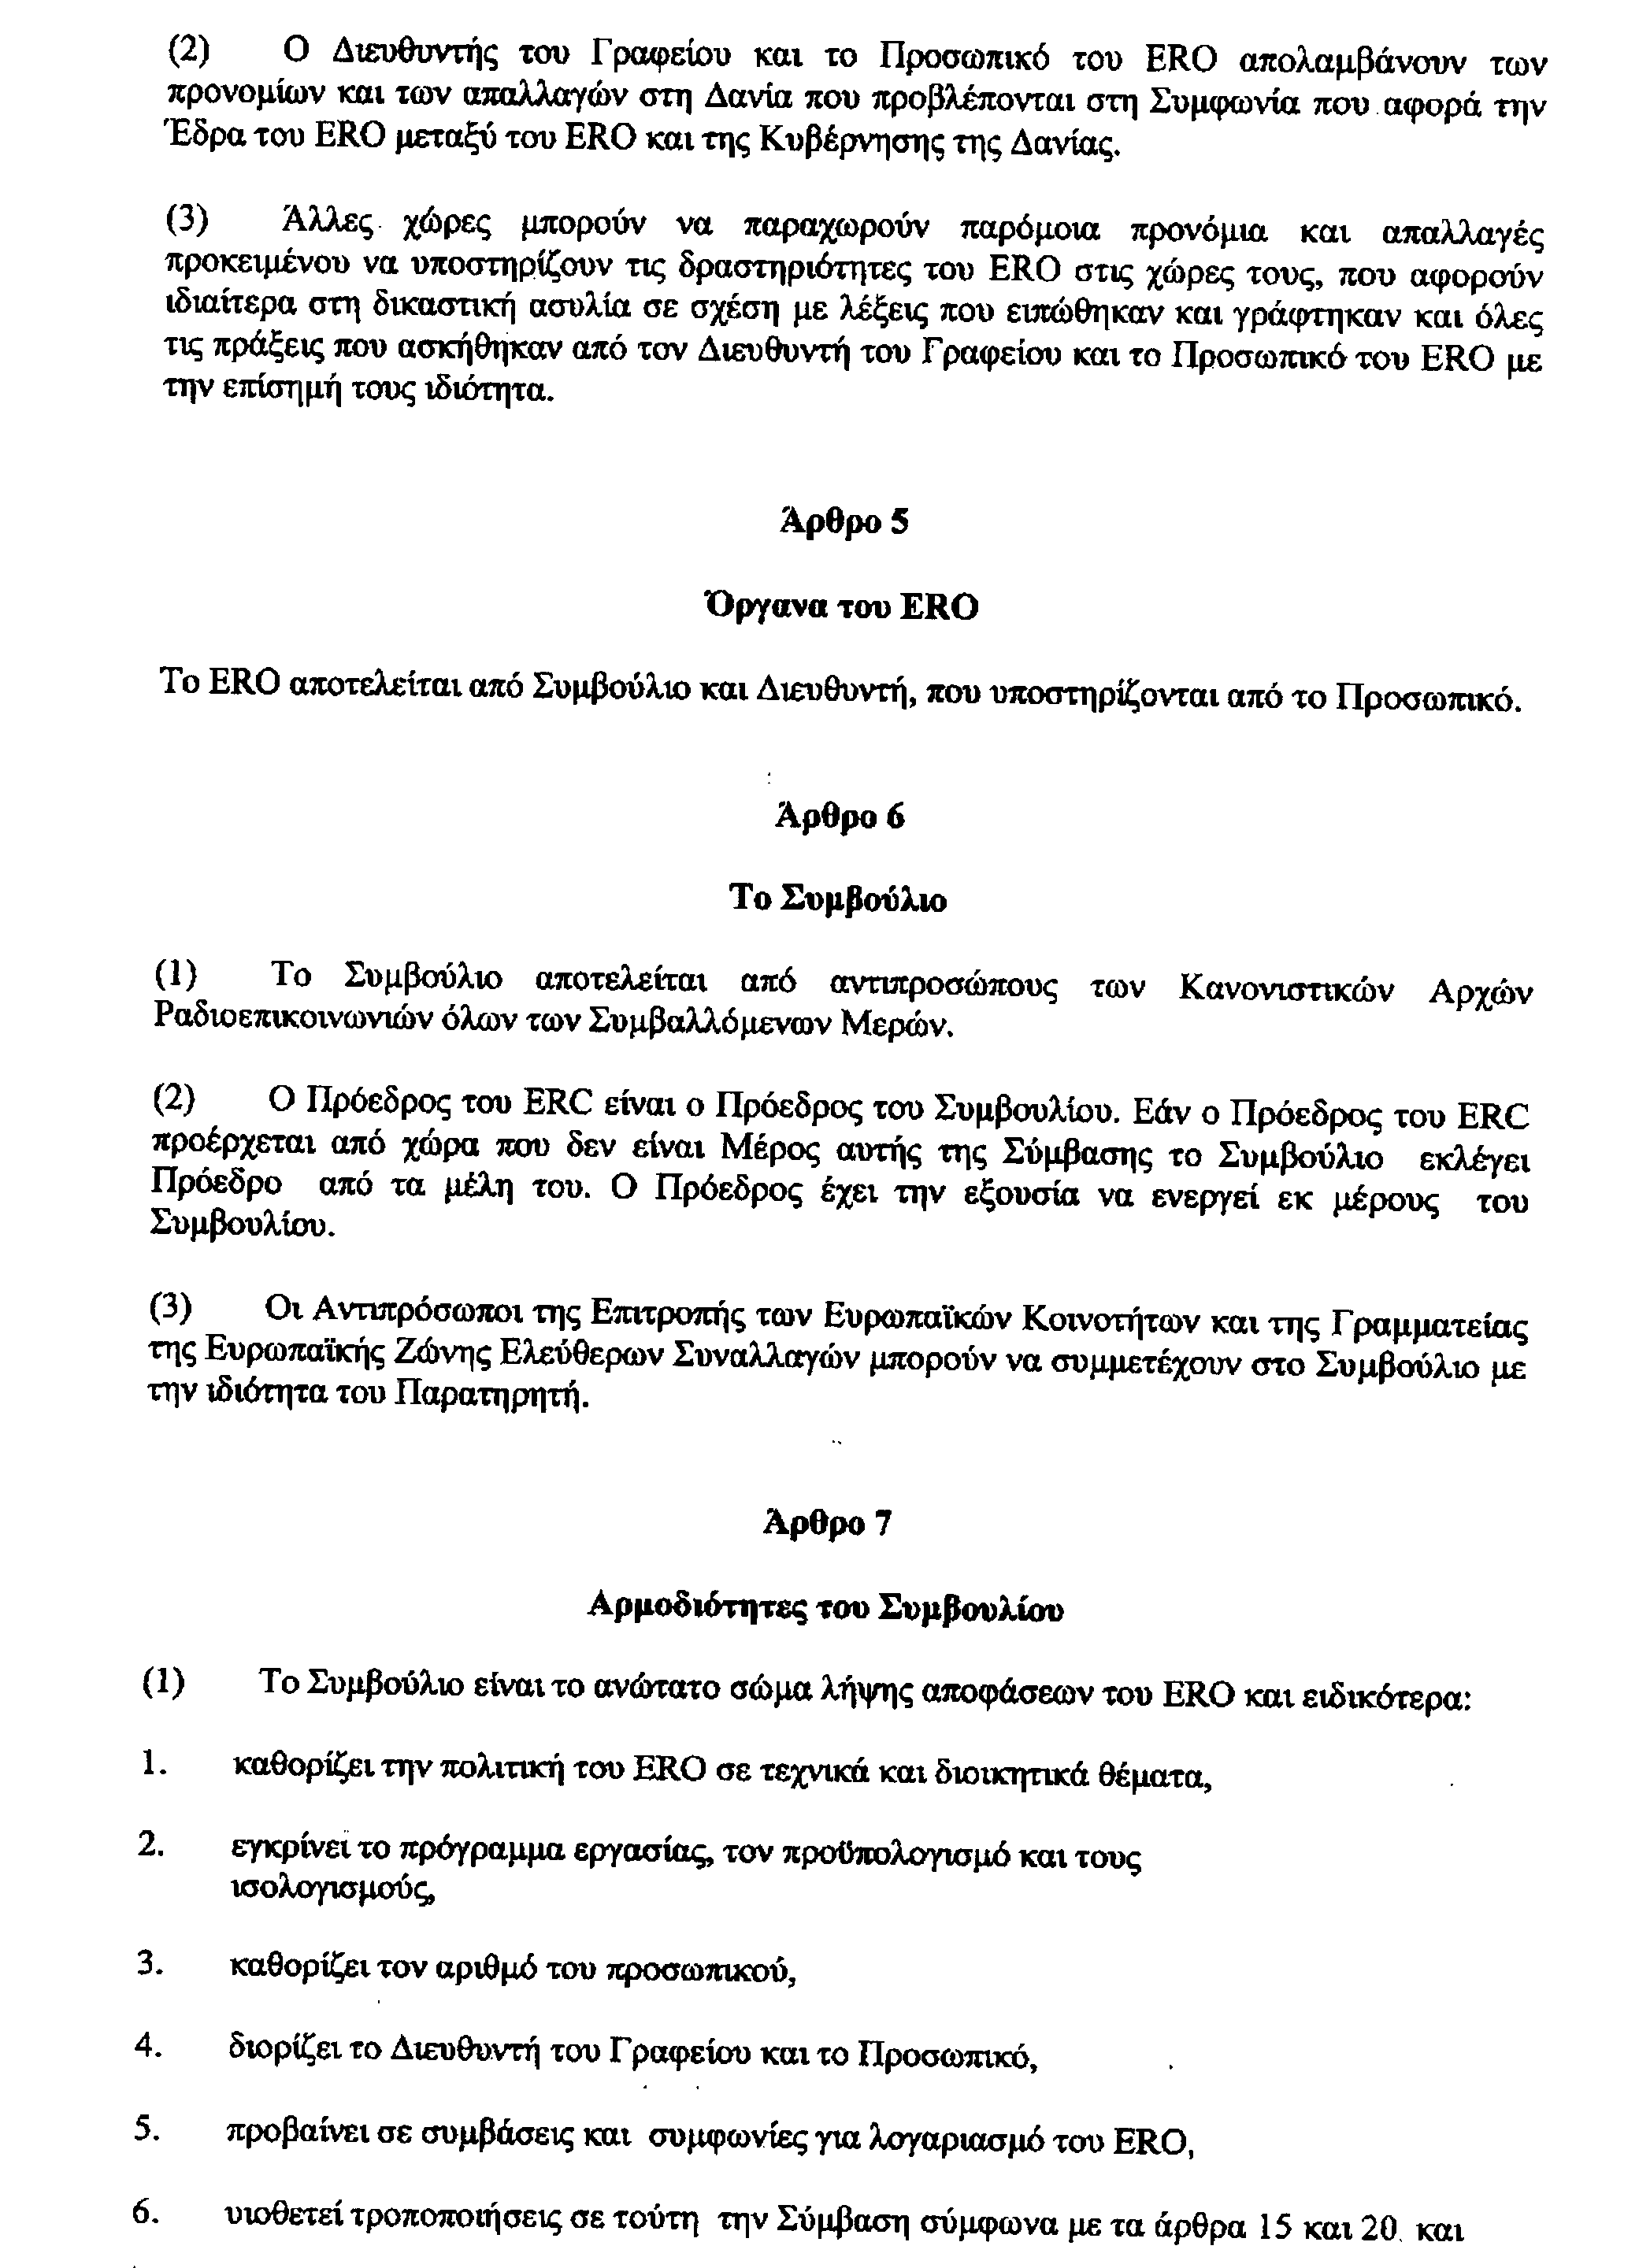 (2) Ο Διευθυντής του Γραφείου και το Προσωπικό του ERO απολαμβάνουν των
προνομίων και των απαλλαγών στη Δανία που προβλέπονται στη Συμφωνία που αφορά την
Έδρα του ERO μεταξύ του ERO και της Κυβέρνησης της Δανίας.
(3) Άλλες χώρες μπορούν να παραχωρούν παρόμοια προνόμια και απαλλαγές
προκειμένου να υποστηρίζουν τις δραστηριότητες του ERO στις χώρες τους, που αφορούν
ιδιαίτερα στη δικαστική ασυλία σε σχέση με λέξεις που ειπώθηκαν και γράφτηκαν και όλες
τις πράξεις που ασκήθηκαν από τον Διευθυντή του Γραφείου και το Προσωπικό του ERO με
την επίσημή τους ιδιότητα.
Άρθρο 5
Όργανα του ERO
Το ERO αποτελείται από Συμβούλιο και Διευθυντή, που υποστηρίζονται από το Προσωπικό.
Άρθρο 6
Το Συμβούλιο
(1) Το Συμβούλιο αποτελείται από αντιπροσώπους των Κανονιστικών Αρχών
Ραδιοεπικοινωνιών όλων των Συμβαλλόμενων Μερών.
(2) Ο Πρόεδρος του ERC είναι ο Πρόεδρος του Συμβουλίου. Εάν ο Πρόεδρος του ERC
προέρχεται από χώρα που δεν είναι Μέρος αυτής της Σύμβασης το Συμβούλιο εκλέγει
Πρόεδρο από τα μέλη του. Ο Πρόεδρος έχει την εξουσία να ενεργεί εκ μέρους του
Συμβουλίου.
(3) Οι Αντιπρόσωποι της Επιτροπής των Ευρωπαϊκών Κοινοτήτων και της Γραμματείας
της Ευρωπαϊκής Ζώνης Ελεύθερων Συναλλαγών μπορούν να συμμετέχουν στο Συμβούλιο με
την ιδιότητα του Παρατηρητή.
Άρθρο 7
Αρμοδιότητες του Συμβουλίου
(1) Το Συμβούλιο είναι το ανώτατο σώμα λήψης αποφάσεων του ERO και ειδικότερα:
1. καθορίζει την πολιτική του ERO σε τεχνικά και διοικητικά θέματα,
2. εγκρίνει το πρόγραμμα εργασίας, τον προϋπολογισμό και τους
ισολογισμούς,
3. καθορίζει τον αριθμό του προσωπικού,
4. διορίζει το Διευθυντή του Γραφείου και το Προσωπικό,
5. προβαίνει σε συμβάσεις και συμφωνίες για λογαριασμό του ERO,
6. υιοθετεί τροποποιήσεις σε τούτη την Σύμβαση σύμφωνα με τα άρθρα 15 και 20, και